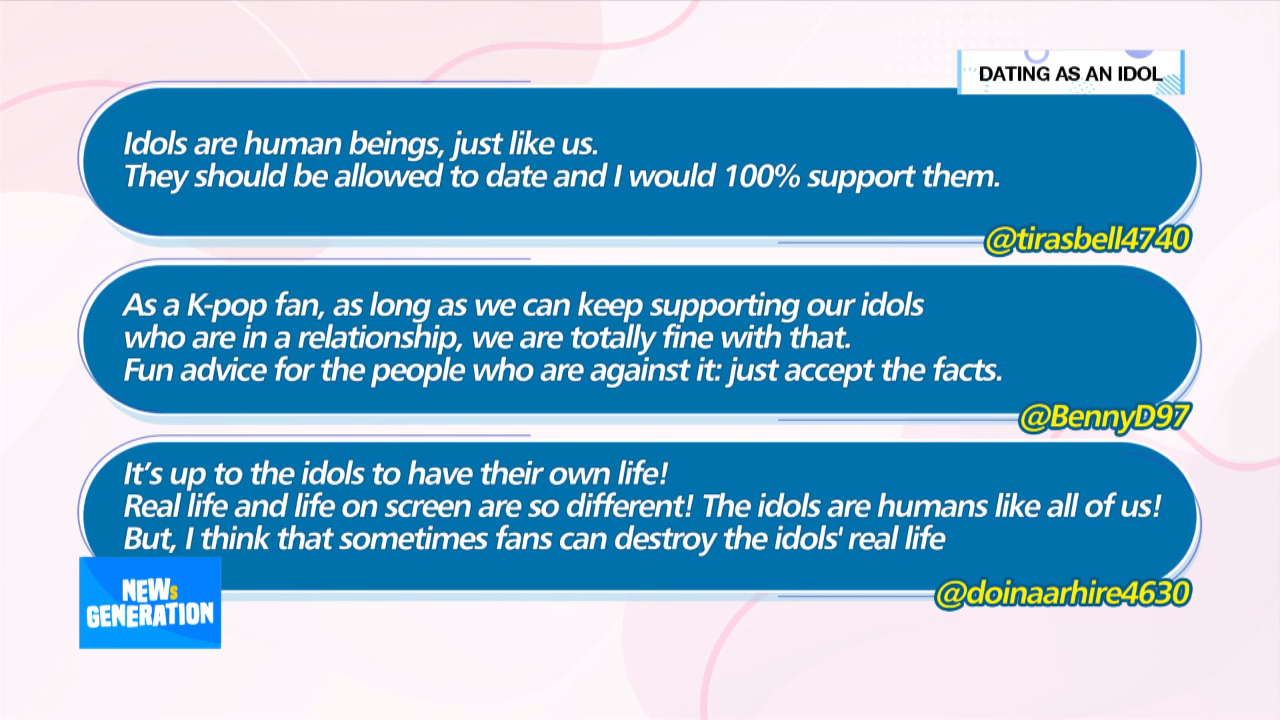 DATING AS AN IDOL
Idols are human beings, just like us.
They should be allowed to date and I would 100% support them.
@tirasbell4740
As a K-pop fan, as long as we can keep supporting our idols
who are in a relationship, we are totally fine with that.
Fun advice for the people who are against it: just accept the facts.
@BennyD97
It’s up to the idols to have their own life!
Real life and life on screen are so different! The idols are humans like all of us!
But, I think that sometimes fans can destroy the idols' real life
@doinaarhire4630
NEWs
GENERATION